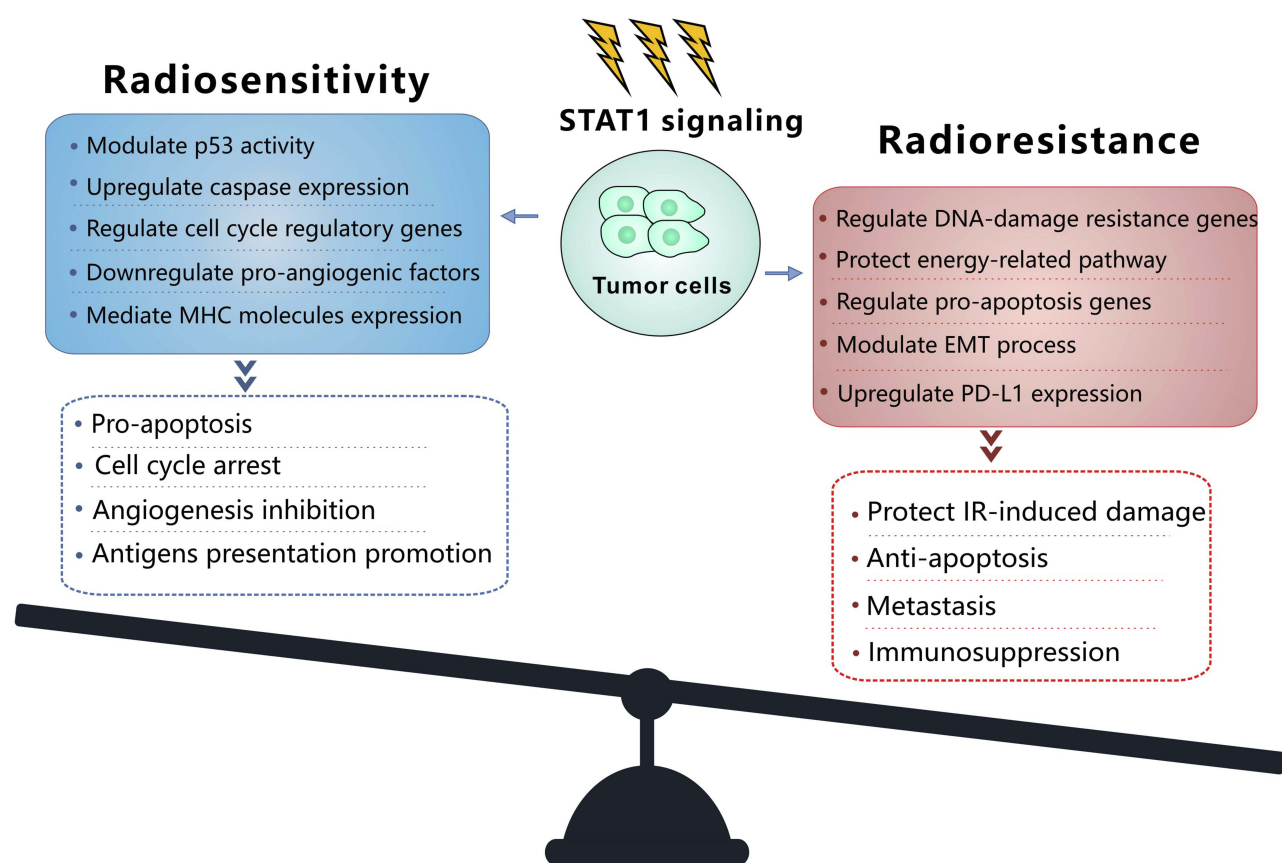 Radiosensitivity
• Modulate p53 activity
• Upregulate caspase expression
• Regulate cell cycle regulatory genes
• Downregulate pro-angiogenic factors
• Mediate MHC molecules expression
• Pro-apoptosis
• Cell cycle arrest
• Angiogenesis inhibition
• Antigens presentation promotion
STAT1 signaling
Tumor cells
Radioresistance
• Regulate DNA-damage resistance genes
• Protect energy-related pathway
• Regulate pro-apoptosis genes
• Modulate EMT process
• Upregulate PD-L1 expression
• Protect IR-induced damage
• Anti-apoptosis
• Metastasis
• Immunosuppression